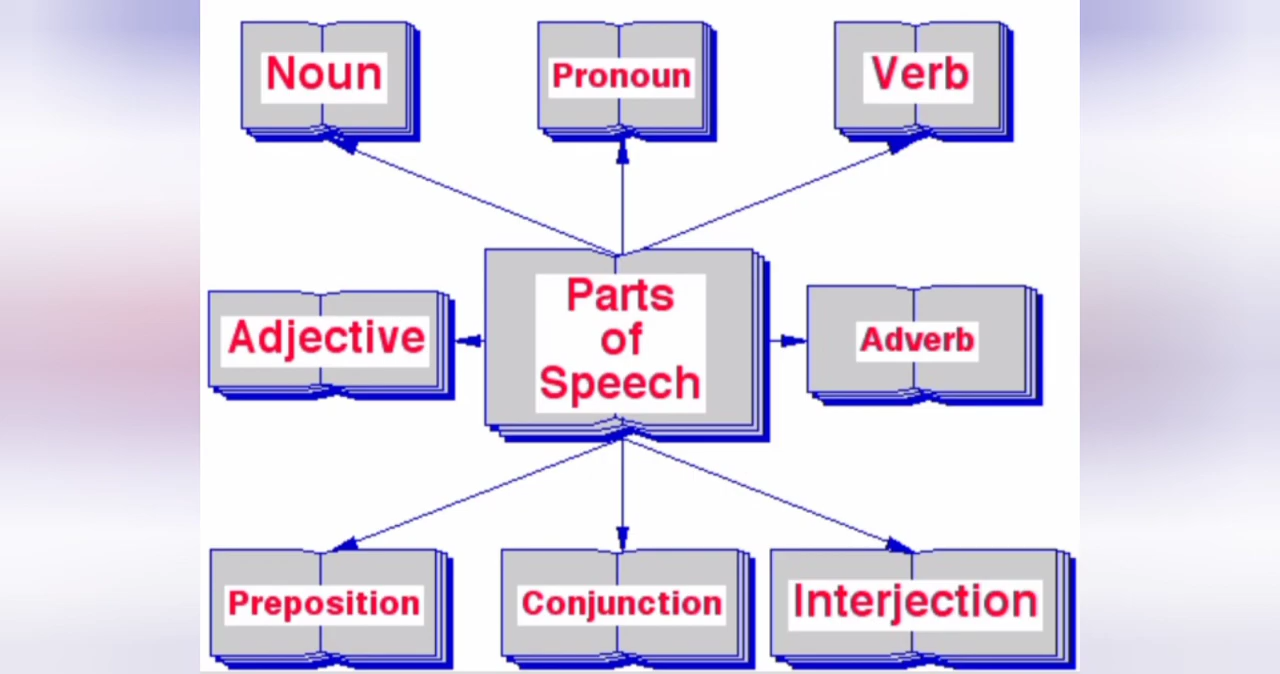 Noun
Pronoun
Verb
Parts
of
Speech
Adjective
Adverb
Preposition
Conjunction
Interjection